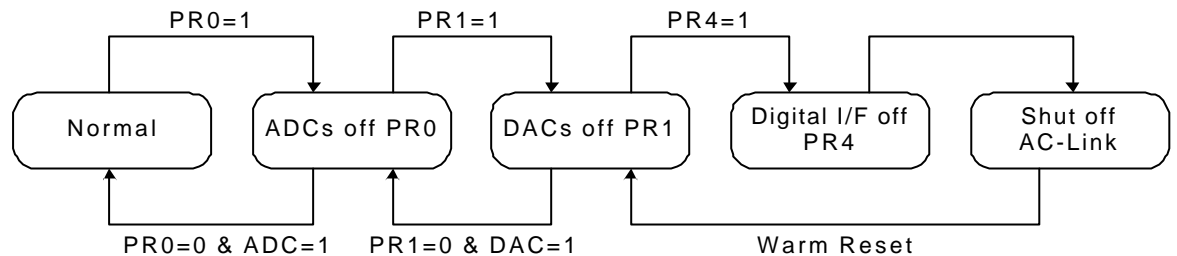 PR0=1
PR1=1
PR4=1
Normal
ADCs off PR0
DACs off PR1
Digital I/F off
PR4
Shut off
AC-Link
PR0=0 & ADC=1
PR1=0 & DAC=1
Warm Reset